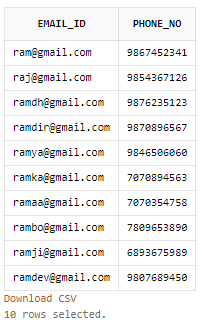 EMAIL_ID PHONE_NO
ram@gmail.com 9867452341
raj@gmail.com 9854367126
ramdh@gmail.com 9876235123
ramdir@gmail.com 9870896567
ramya@gmail.com 9846506060
ramka@gmail.com 7070894563
ramaa@gmail.com 7070354758
rambo@gmail.com 7809653890
ramji@gmail.com 6893675989
ramdev@gmail.com 9807689450
Download CSV
10 rows selected.